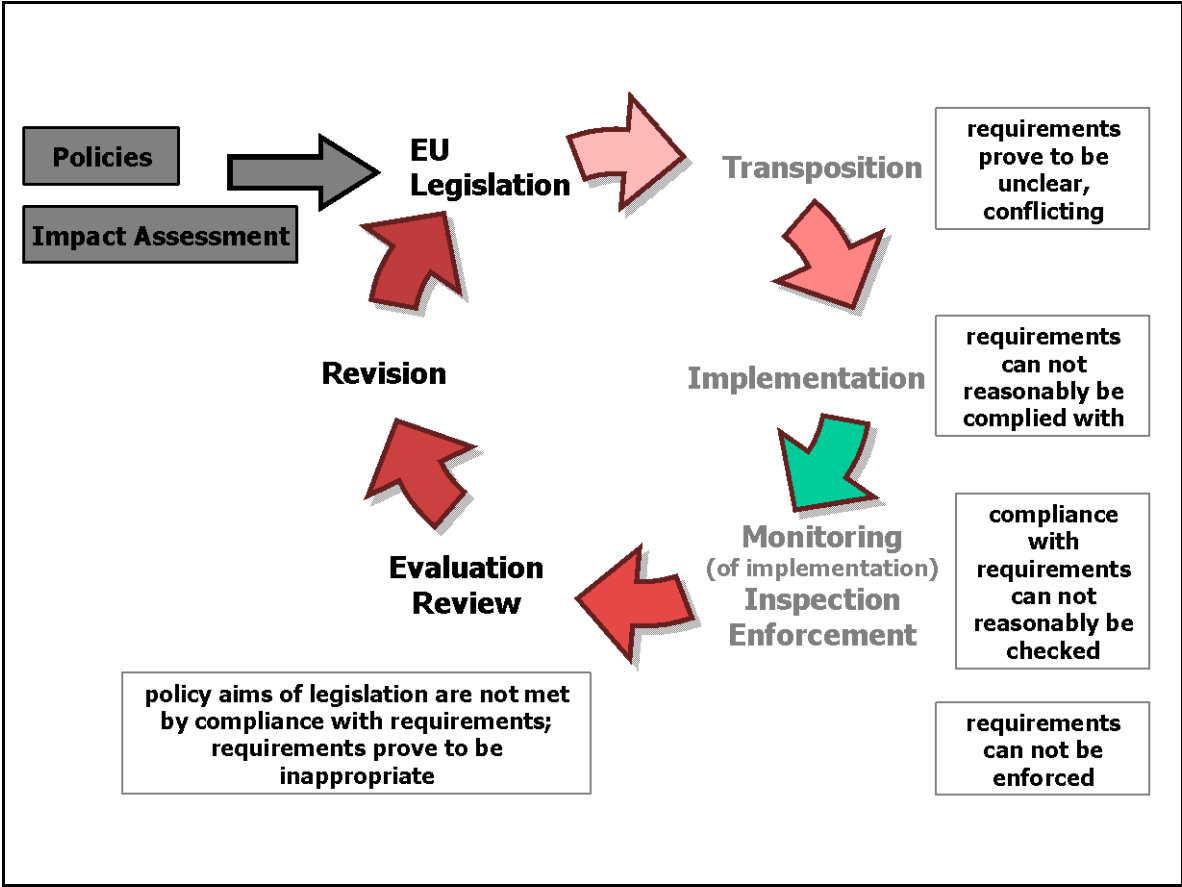 Policies
Impact Assessment
EU
Legislation
Transposition
requirements
prove to be
unclear,
conflicting
Revision
Implementation
requirements
can not
reasonably be
complied with
Evaluation
Review
Monitoring
(of implementation)
Inspection
Enforcement
compliance
with
requirements
can not
reasonably be
checked
policy aims of legislation are not met
by compliance with requirements;
requirements prove to be
inappropriate
requirements
can not be
enforced